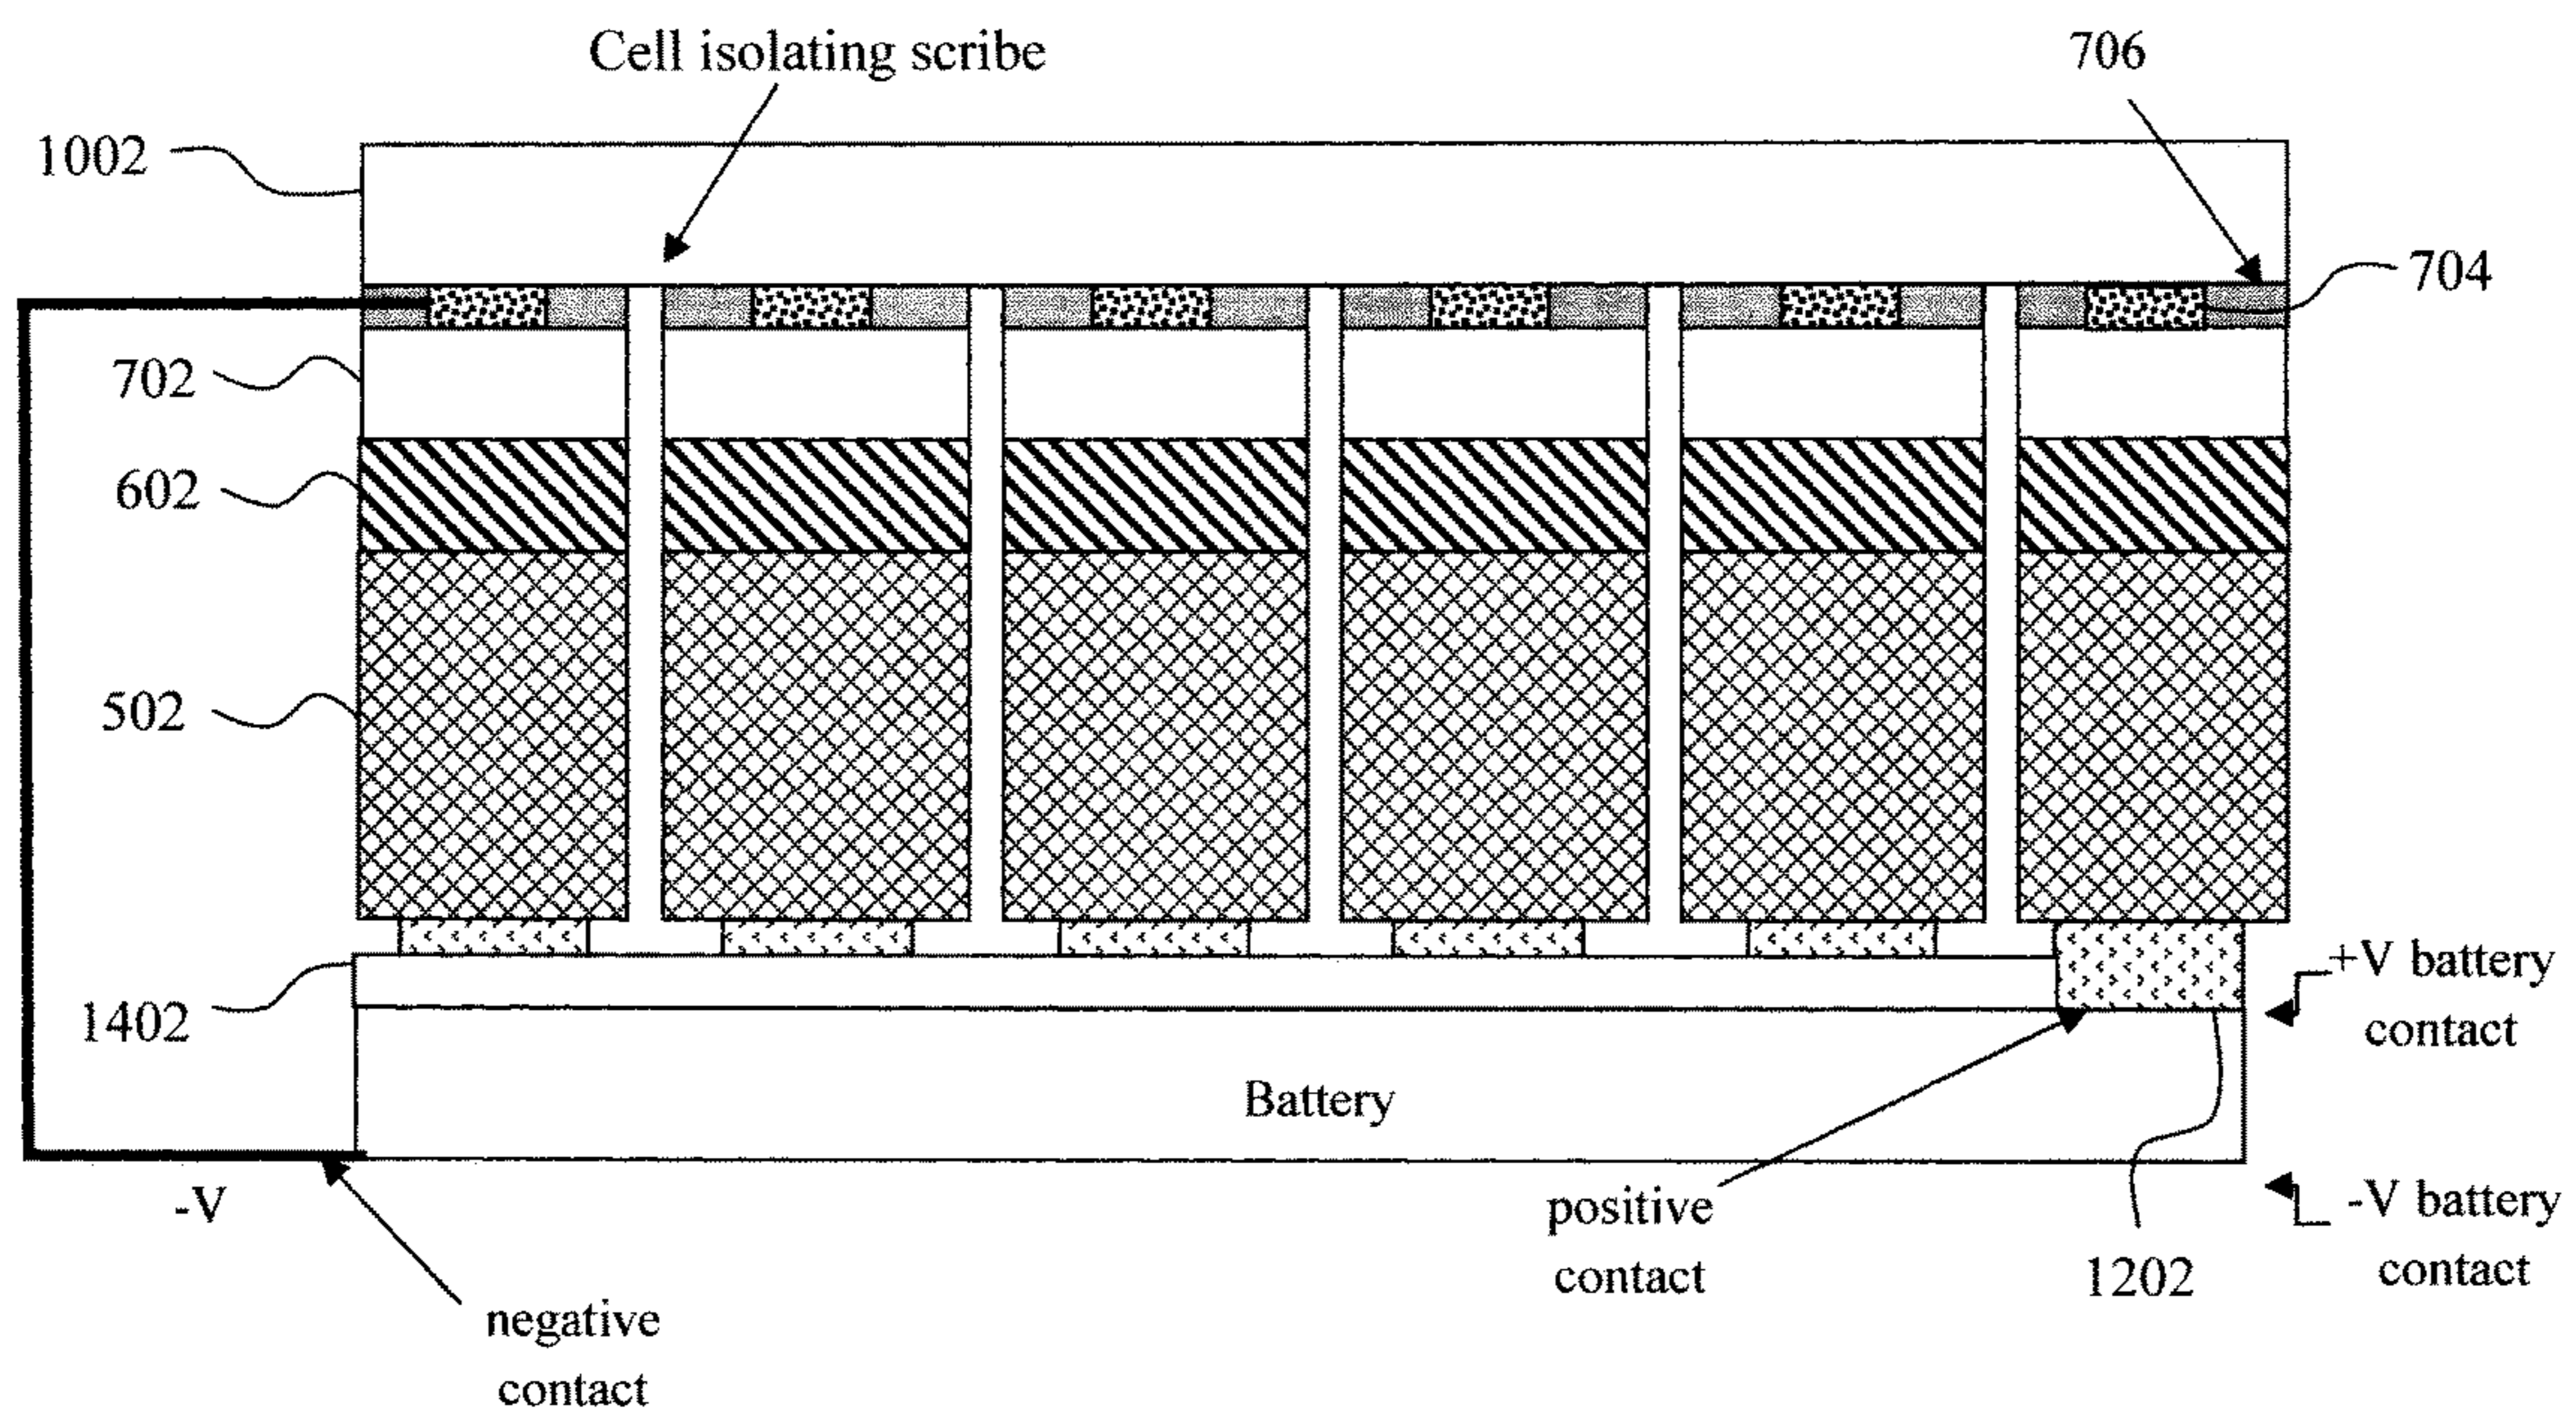 Cell isolating scribe
706
1002
704
702
602
502
1402
+V battery
contact
Battery
-V
positive
contact
1202
-V battery
contact
negative
contact